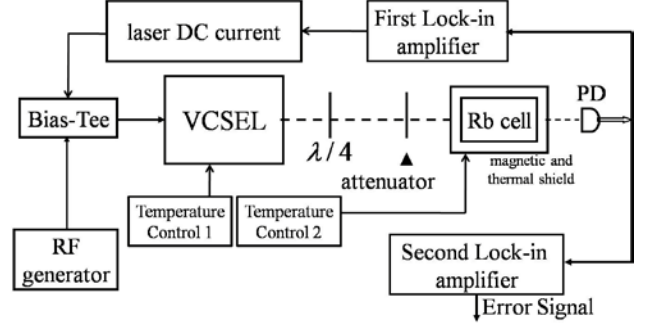 laser DC current
First Lock-in
amplifier
PD
Bias-Tee
VCSEL
λ/4
attenuator
Rb cell
magnetic and
thermal shield
Temperature
Control 1
Temperature
Control 2
RF
generator
Second Lock-in
amplifier
Error Signal